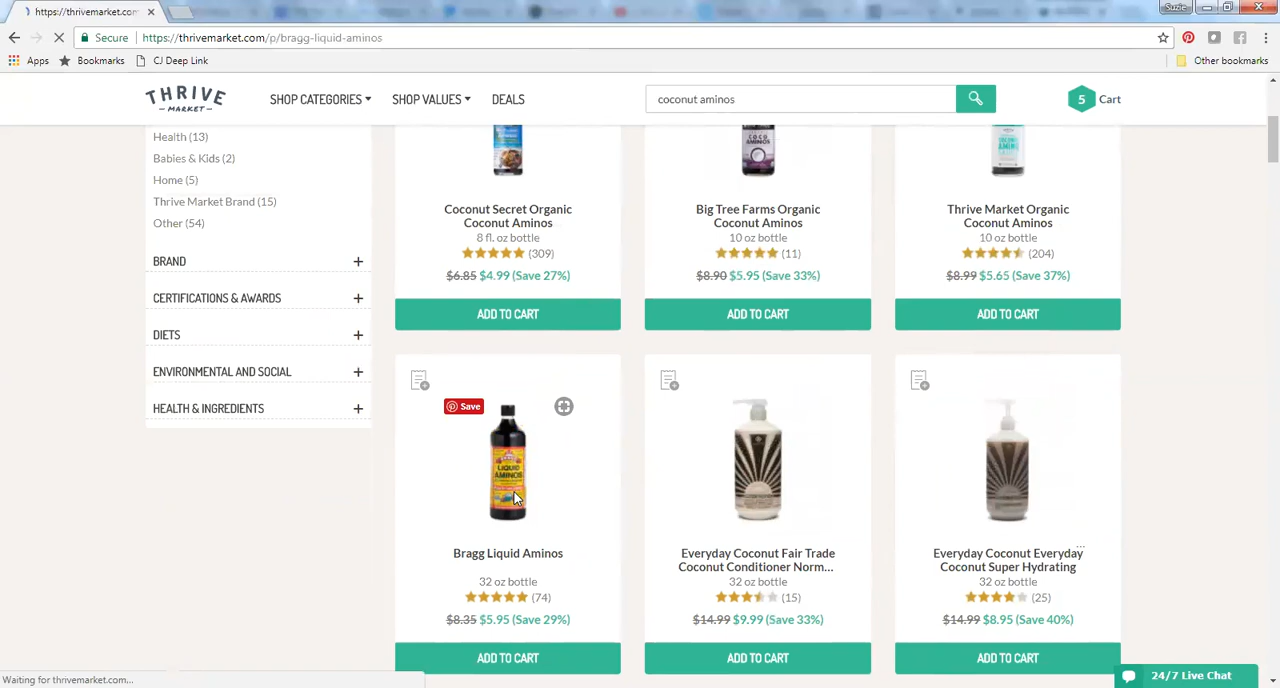 https://thrivemarket.com
Suzie
Secure
https://thrivemarket.com/p/bragg-liquid-aminos
Apps
Bookmarks
CJ Deep Link
Other bookmarks
THRIVE
MARKET
SHOP CATEGORIES
SHOP VALUES
DEALS
coconut aminos
5
Cart
Health (13)
Babies & Kids (2)
Home (5)
Thrive Market Brand (15)
Other (54)
BRAND +
CERTIFICATIONS & AWARDS +
DIETS +
ENVIRONMENTAL AND SOCIAL +
HEALTH & INGREDIENTS +
Coconut Secret Organic
Coconut Aminos
8 fl. oz bottle
(309)
$6.85 $4.99 (Save 27%)
ADD TO CART
COCO
AMINOS
Big Tree Farms Organic
Coconut Aminos
10 oz bottle
(11)
$8.90 $5.95 (Save 33%)
ADD TO CART
Thrive Market Organic
Coconut Aminos
10 oz bottle
(204)
$8.99 $5.65 (Save 37%)
ADD TO CART
Save
LIQUID
AMINOS
Bragg Liquid Aminos
32 oz bottle
(74)
$8.35 $5.95 (Save 29%)
ADD TO CART
Everyday Coconut Fair Trade
Coconut Conditioner Norm...
32 oz bottle
(15)
$14.99 $9.99 (Save 33%)
ADD TO CART
Everyday Coconut Everyday
Coconut Super Hydrating
...
32 oz bottle
(25)
$14.99 $8.95 (Save 40%)
ADD TO CART
Waiting for thrivemarket.com...
24/7 Live Chat